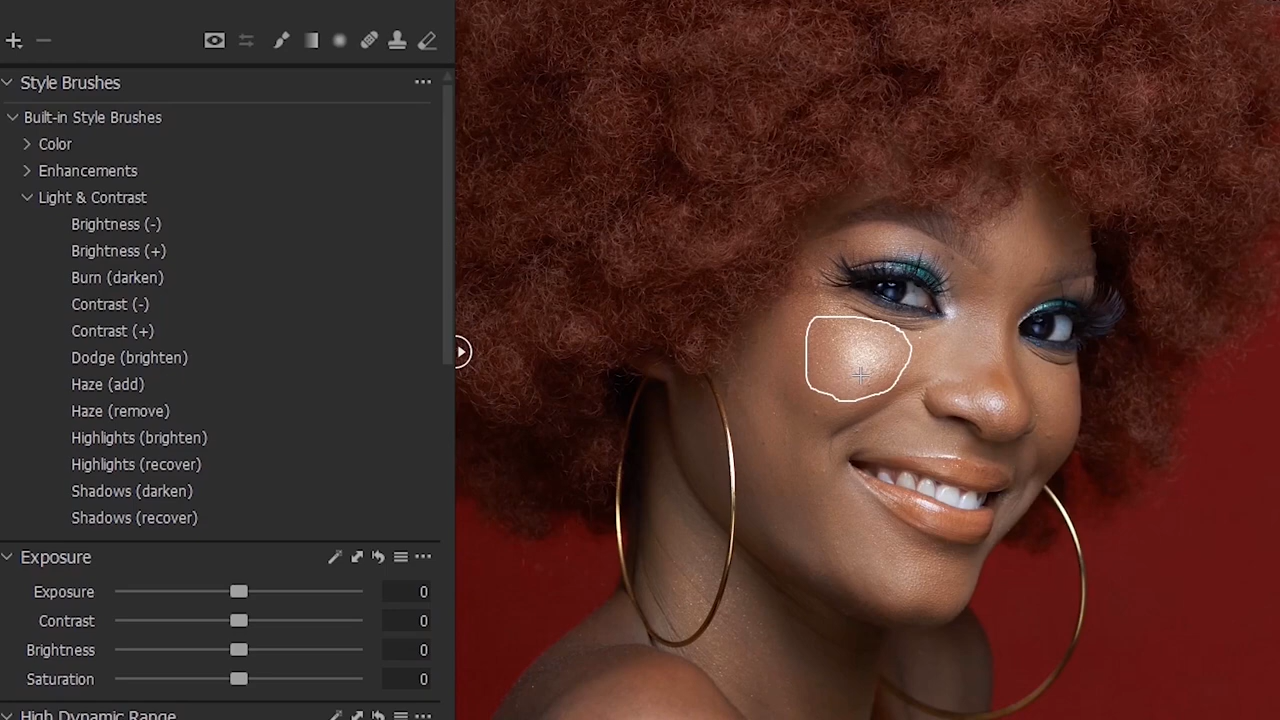 Style Brushes
Built-in Style Brushes
Color
Enhancements
Light & Contrast
Brightness (-)
Brightness (+)
Burn (darken)
Contrast (-)
Contrast (+)
Dodge (brighten)
Haze (add)
Haze (remove)
Highlights (brighten)
Highlights (recover)
Shadows (darken)
Shadows (recover)
Exposure
Exposure 0
Contrast 0
Brightness 0
Saturation 0
High Dynamic Range